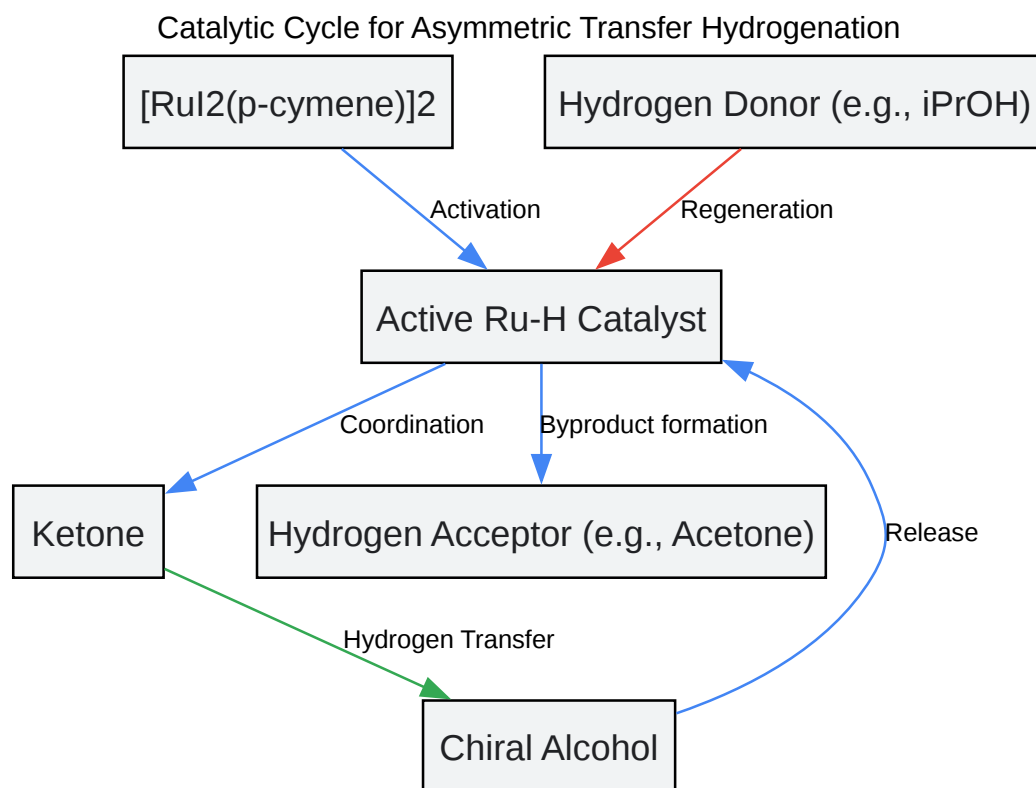 Catalytic Cycle for Asymmetric Transfer Hydrogenation
[RuI2(p-cymene)]2
Hydrogen Donor (e.g., iPrOH)
Activation
Regeneration
Active Ru-H Catalyst
Coordination
Byproduct formation
Ketone
Hydrogen Acceptor (e.g., Acetone)
Release
Hydrogen Transfer
Chiral Alcohol